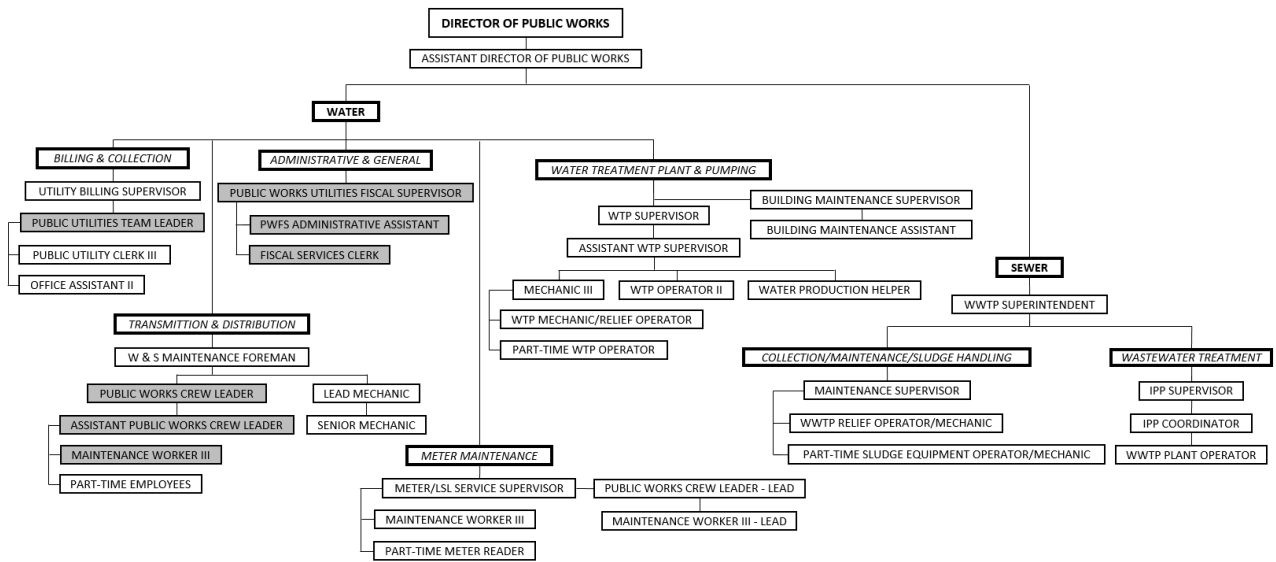 DIRECTOR OF PUBLIC WORKS
ASSISTANT DIRECTOR OF PUBLIC WORKS
WATER
BILLING & COLLECTION
UTILITY BILLING SUPERVISOR
PUBLIC UTILITIES TEAM LEADER
PUBLIC UTILITY CLERK III
OFFICE ASSISTANT II
ADMINISTRATIVE & GENERAL
PUBLIC WORKS UTILITIES FISCAL SUPERVISOR
PWFS ADMINISTRATIVE ASSISTANT
FISCAL SERVICES CLERK
WATER TREATMENT PLANT & PUMPING
WTP SUPERVISOR
BUILDING MAINTENANCE SUPERVISOR
BUILDING MAINTENANCE ASSISTANT
ASSISTANT WTP SUPERVISOR
MECHANIC III
WTP OPERATOR II
WATER PRODUCTION HELPER
WTP MECHANIC/RELIEF OPERATOR
PART-TIME WTP OPERATOR
TRANSMITTION & DISTRIBUTION
W & S MAINTENANCE FOREMAN
PUBLIC WORKS CREW LEADER
LEAD MECHANIC
ASSISTANT PUBLIC WORKS CREW LEADER
SENIOR MECHANIC
MAINTENANCE WORKER III
PART-TIME EMPLOYEES
METER MAINTENANCE
METER/LSL SERVICE SUPERVISOR
PUBLIC WORKS CREW LEADER - LEAD
MAINTENANCE WORKER III
MAINTENANCE WORKER III - LEAD
PART-TIME METER READER
SEWER
WWTP SUPERINTENDENT
COLLECTION/MAINTENANCE/SLUDGE HANDLING
MAINTENANCE SUPERVISOR
WWTP RELIEF OPERATOR/MECHANIC
PART-TIME SLUDGE EQUIPMENT OPERATOR/MECHANIC
WASTEWATER TREATMENT
IPP SUPERVISOR
IPP COORDINATOR
WWTP PLANT OPERATOR